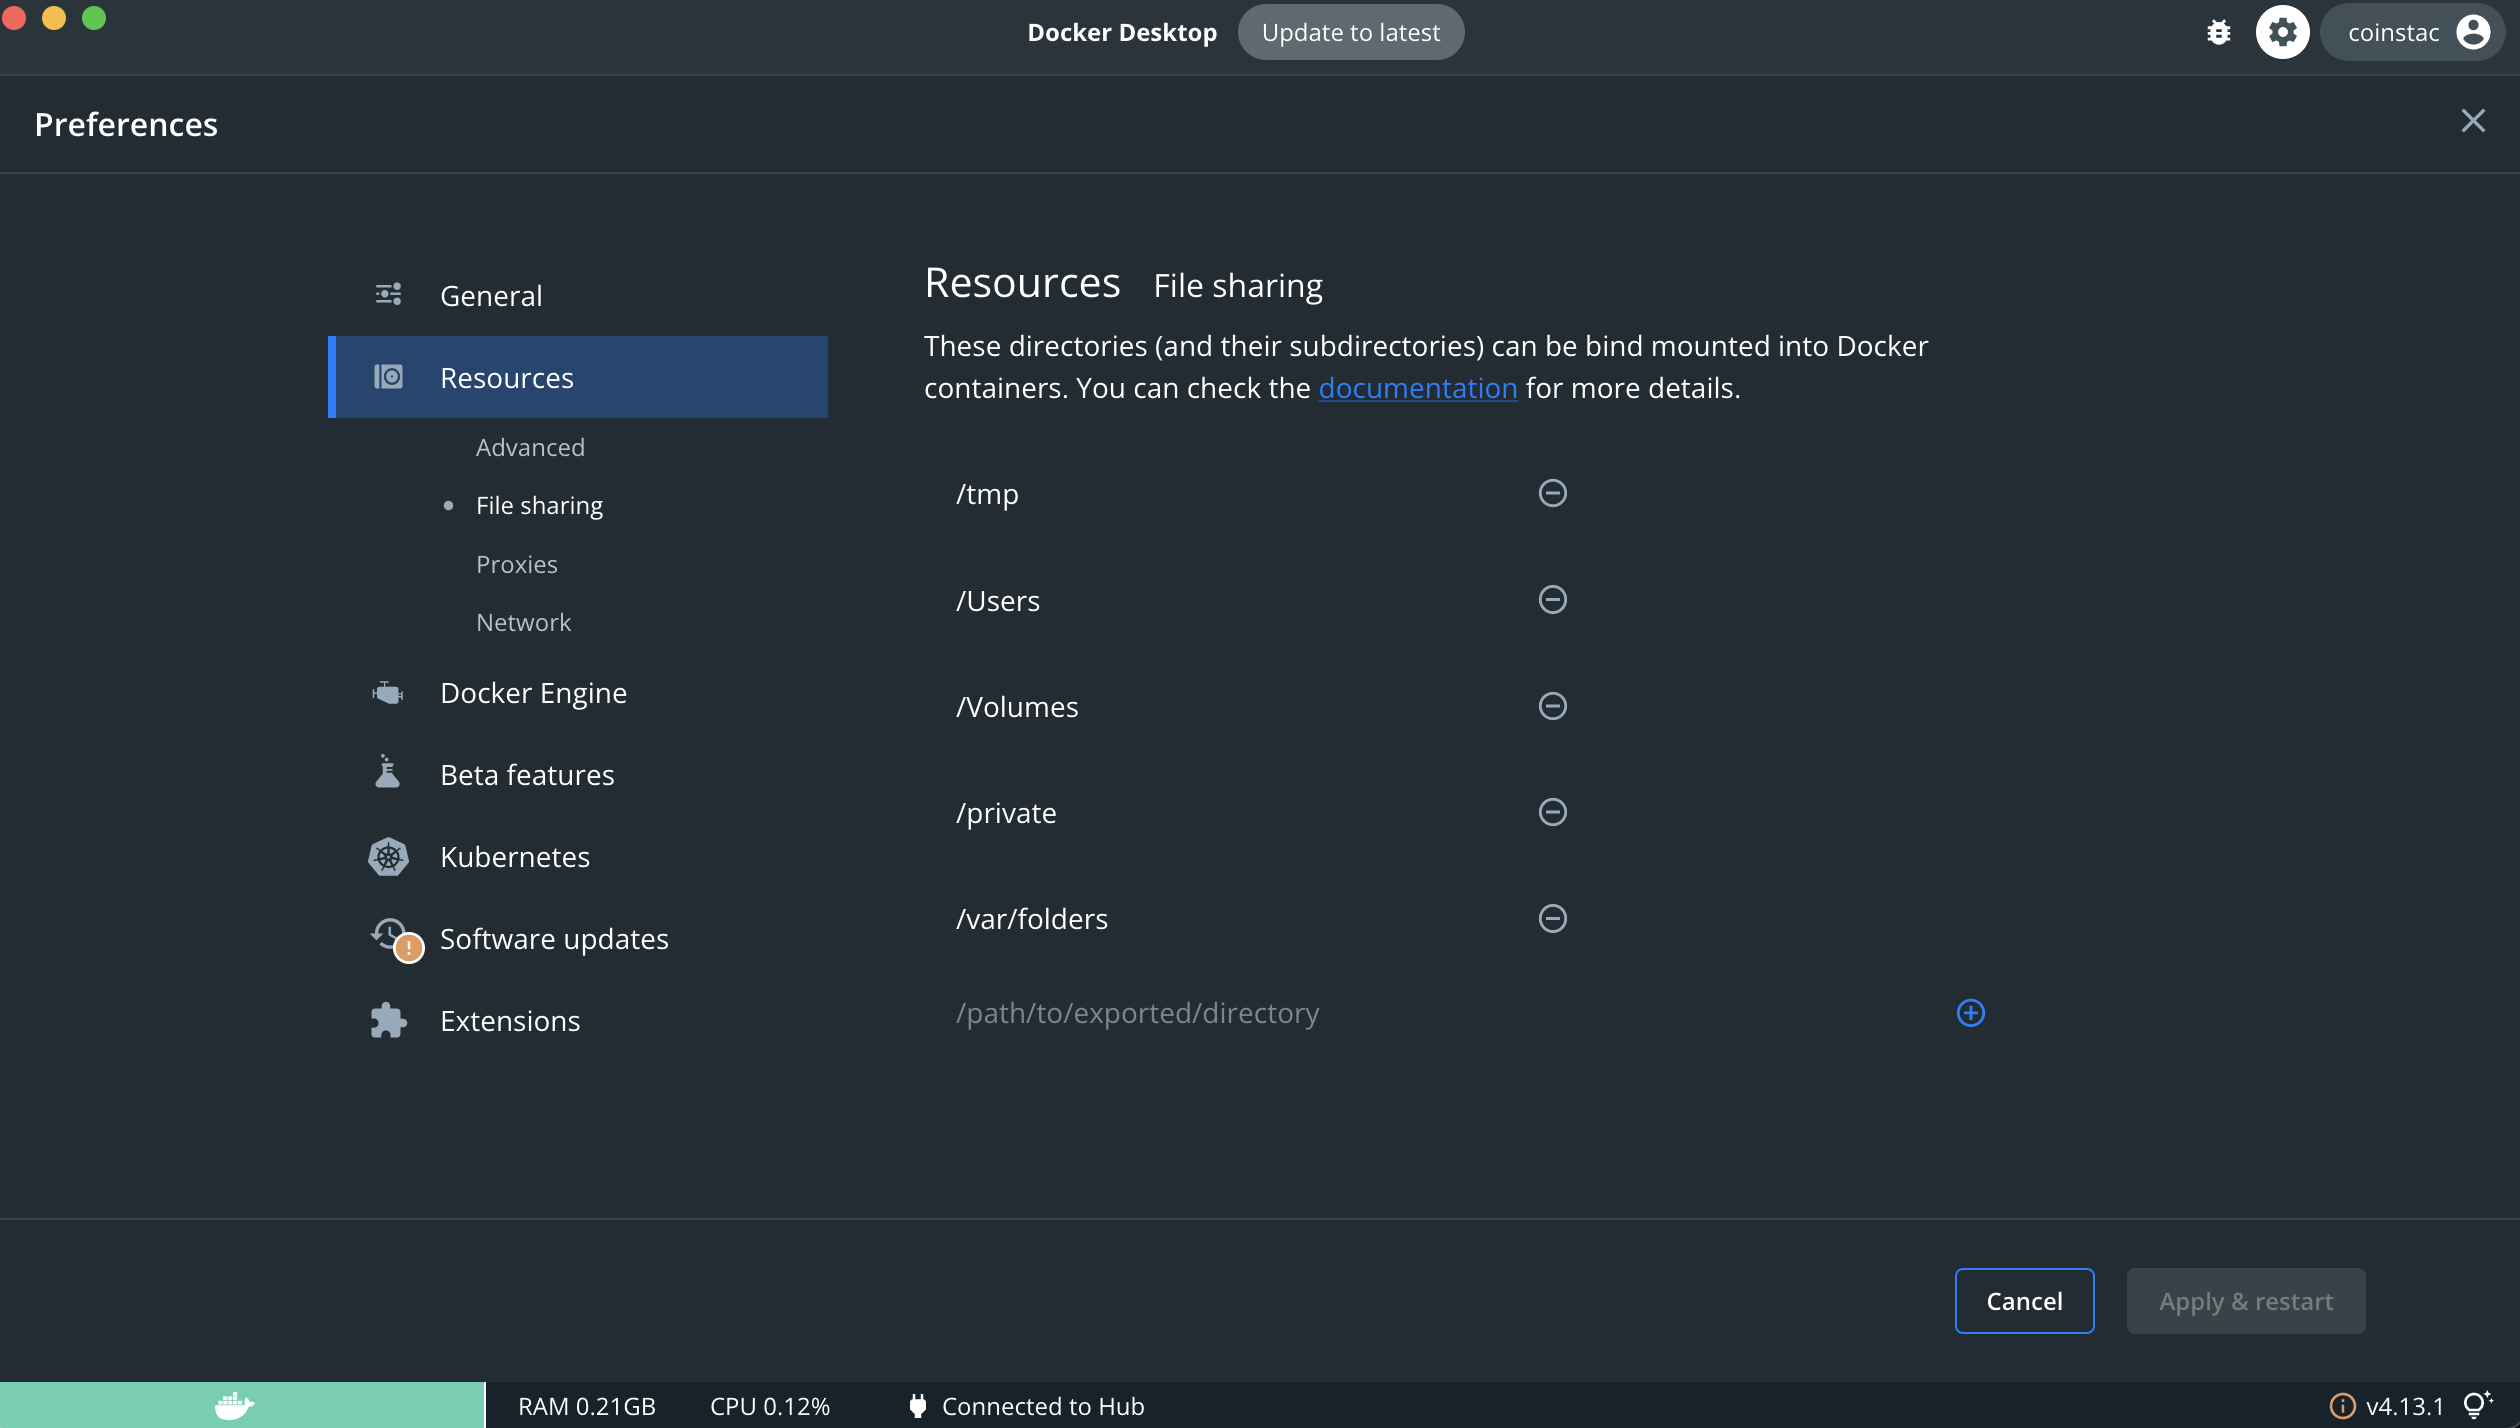 Docker Desktop
Update to latest
coinstac
Preferences
General
Resources
Advanced
File sharing
Proxies
Network
Docker Engine
Beta features
Kubernetes
Software updates
Extensions
Resources File sharing
These directories (and their subdirectories) can be bind mounted into Docker
containers. You can check the documentation for more details.
/tmp
/Users
/Volumes
/private
/var/folders
/path/to/exported/directory
Cancel
Apply & restart
RAM 0.21GB
CPU 0.12%
Connected to Hub
v4.13.1